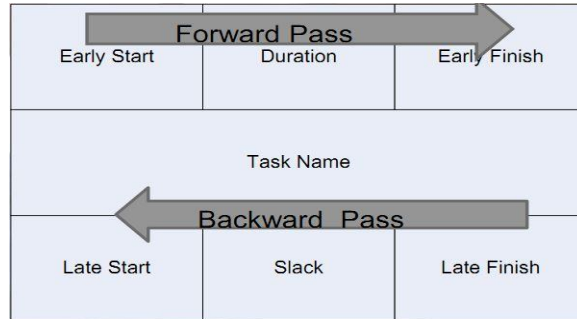 Forward Pass
Early Start Duration Early Finish
Task Name
Backward Pass
Late Start Slack Late Finish